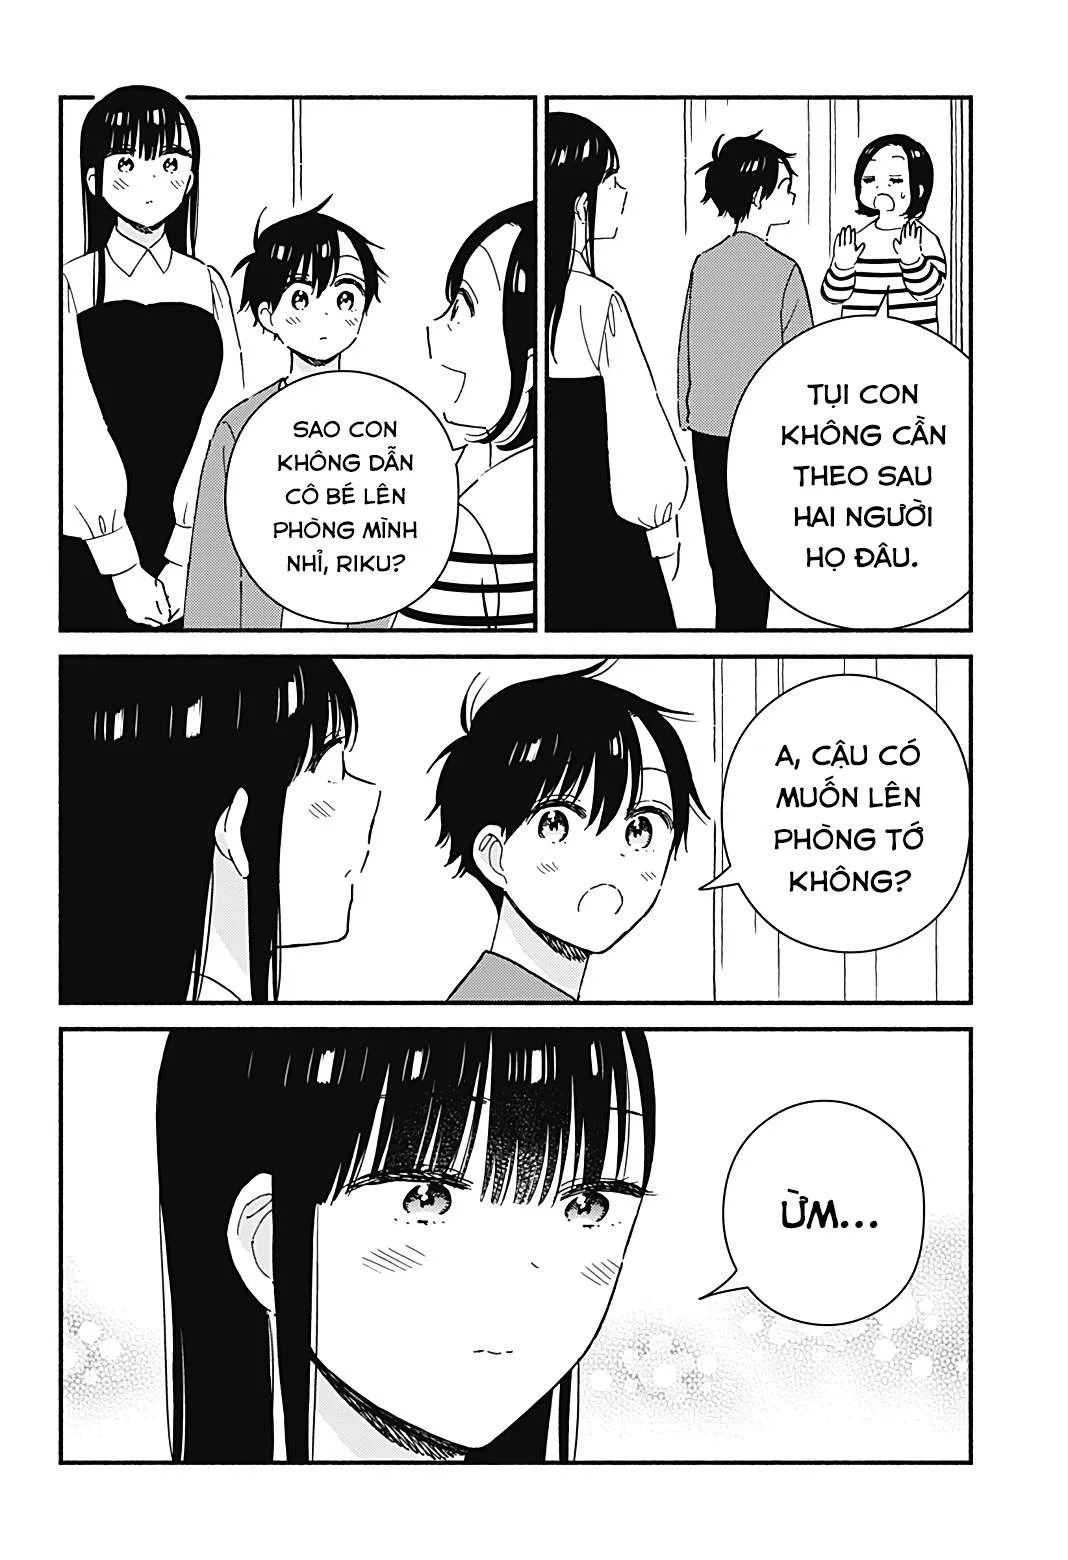 TỤI CON
KHÔNG CẦN
THEO SAU
HAI NGƯỜI
HỌ ĐÂU.
SAO CON
KHÔNG DẪN
CÔ BÉ LÊN
PHÒNG MÌNH
NHỈ, RIKU?
A, CẬU CÓ
MUỐN LÊN
PHÒNG TỚ
KHÔNG?
ỪM...